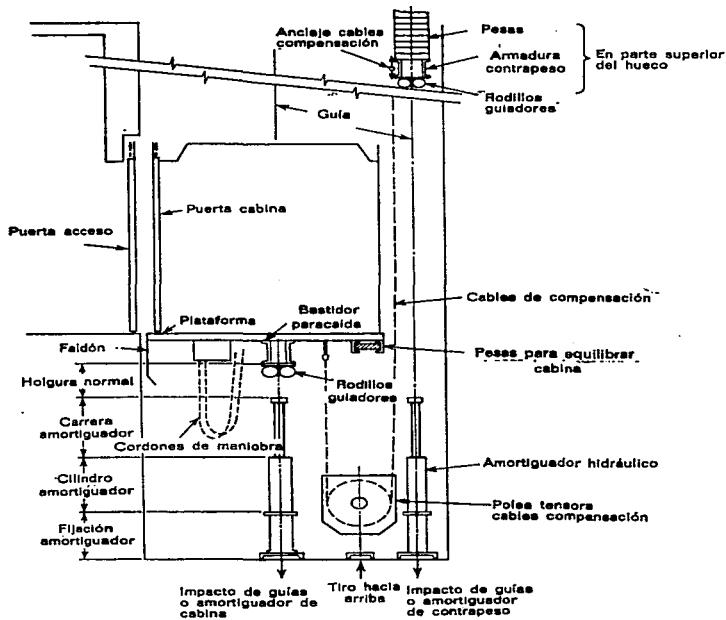 Anclaje cables
compensación
Pesas
Armadura
contrapeso
En parte superior
del hueco
Rodillos
guiadores
Guía
Puerta cabina
Puerta acceso
Cables de compensación
Plataforma
Bastidor
paracaída
Faldón
Pesas para equilibrar
cabina
Holgura normal
Rodillos
guiadores
Carrera
amortiguador
Cordones de maniobra
Cilindro
amortiguador
Amortiguador hidráulico
Polea tensora
cables compensación
Fijación
amortiguador
Impacto de guías
o amortiguador de
cabina
Tiro hacia
arriba
Impacto de guías
o amortiguador
de contrapeso